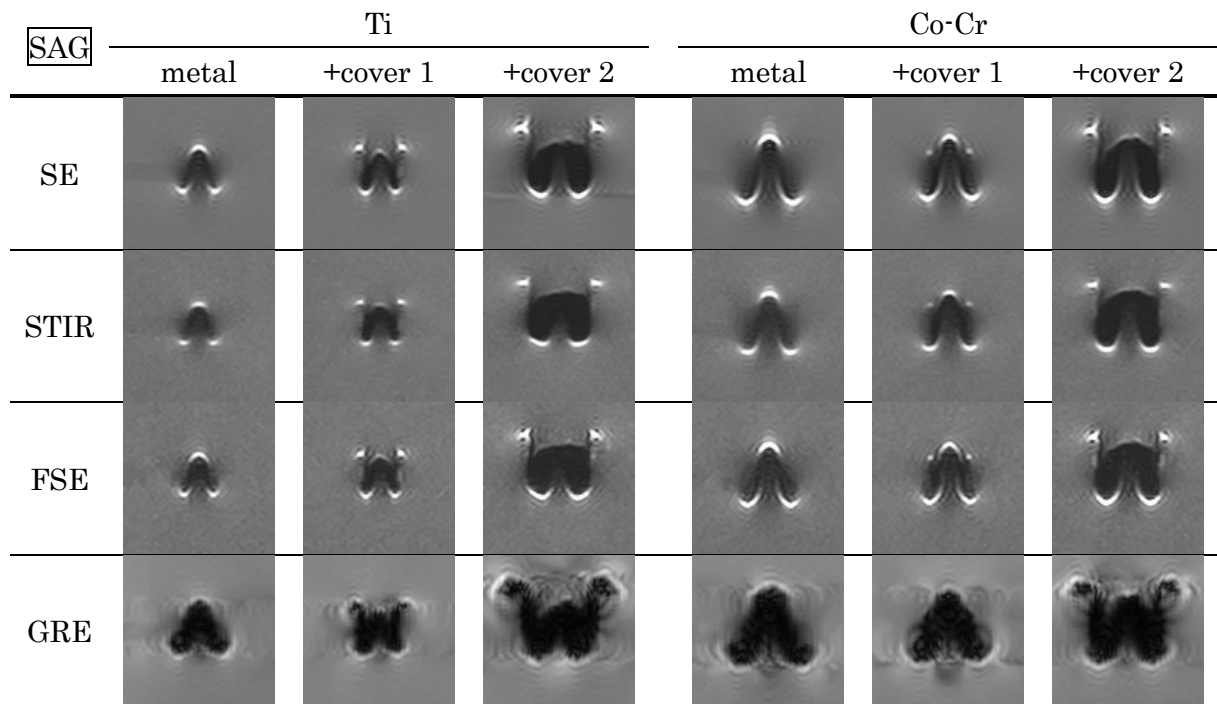 SAG
Ti
Co-Cr
metal
+cover 1
+cover 2
metal
+cover 1
+cover 2
SE
STIR
FSE
GRE